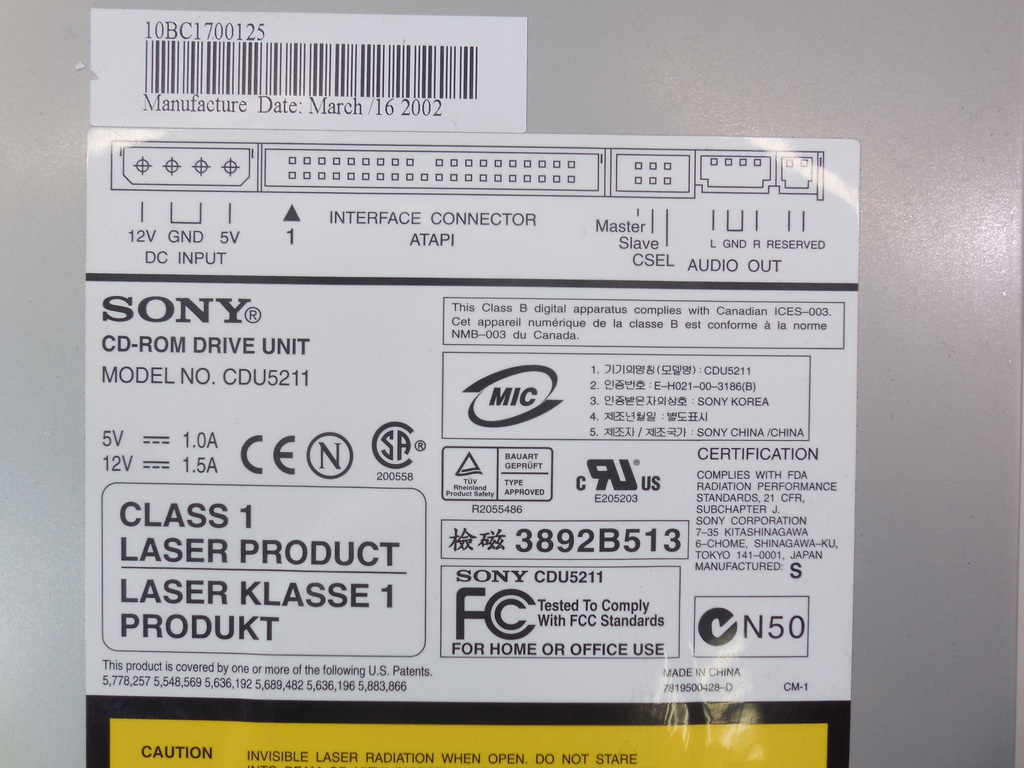 10BC1700125
Manufacture Date: March /16 2002
12V GND 5V
DC INPUT
1
INTERFACE CONNECTOR
ATAPI
Master
Slave
CSEL
L GND R RESERVED
AUDIO OUT
SONY®
CD-ROM DRIVE UNIT
MODEL NO. CDU5211
5V 1.0A
12V 1.5A
CE
N
SA®
200558
CLASS 1
LASER PRODUCT
LASER KLASSE 1
PRODUKT
This product is covered by one or more of the following U.S. Patents.
5,778,257 5,548,569 5,636,192 5,689,482 5,636,196 5,883,866
This Class B digital apparatus complies with Canadian ICES-003.
Cet appareil numérique de la classe B est conforme à la norme
NMB-003 du Canada.
MIC
1. 기기의명칭(모델명) : CDU5211
2. 인증번호 : E-H021-00-3186(B)
3. 인증받은자의상호 : SONY KOREA
4. 제조년월일 : 별도표시
5. 제조자 / 제조국가 : SONY CHINA /CHINA
TÜV
Rheinland
Product Safety
BAUART
GEPRÜFT
TYPE
APPROVED
R2055486
c RU® US
E205203
檢磁 3892B513
SONY CDU5211
FC Tested To Comply
With FCC Standards
FOR HOME OR OFFICE USE
CERTIFICATION
COMPLIES WITH FDA
RADIATION PERFORMANCE
STANDARDS, 21 CFR,
SUBCHAPTER J.
SONY CORPORATION
7-35 KITASHINAGAWA
6-CHOME, SHINAGAWA-KU,
TOKYO 141-0001, JAPAN
MANUFACTURED: S
N50
MADE IN CHINA
7819500428-D CM-1
CAUTION INVISIBLE LASER RADIATION WHEN OPEN. DO NOT STARE